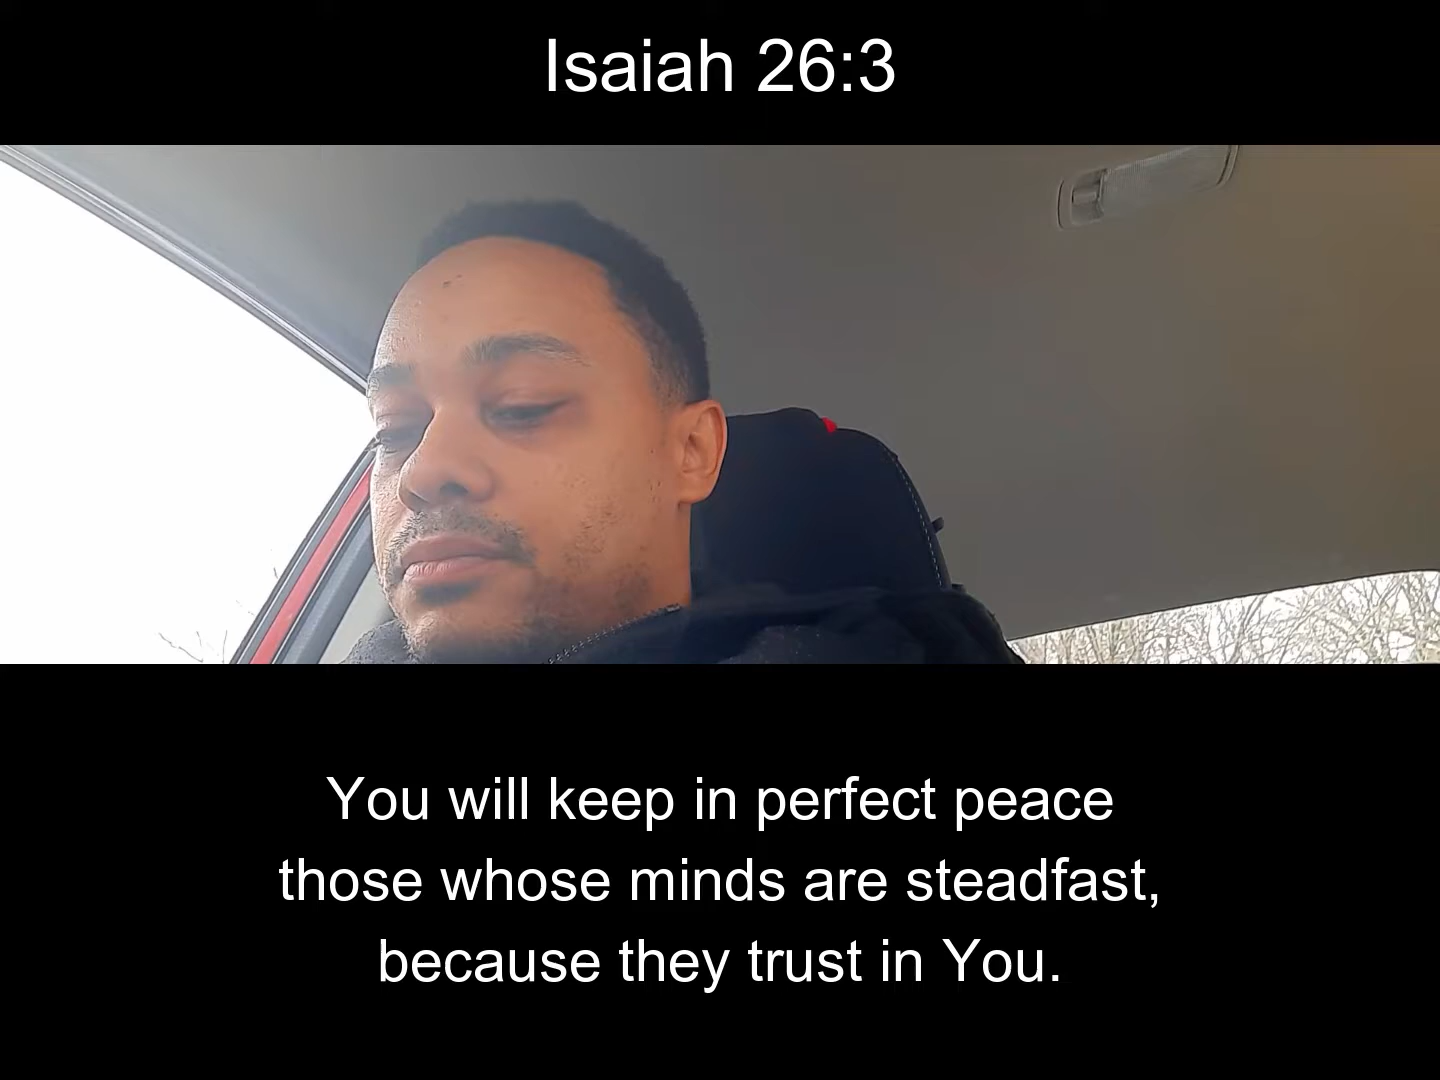 Isaiah 26:3
You will keep in perfect peace
those whose minds are steadfast,
because they trust in You.